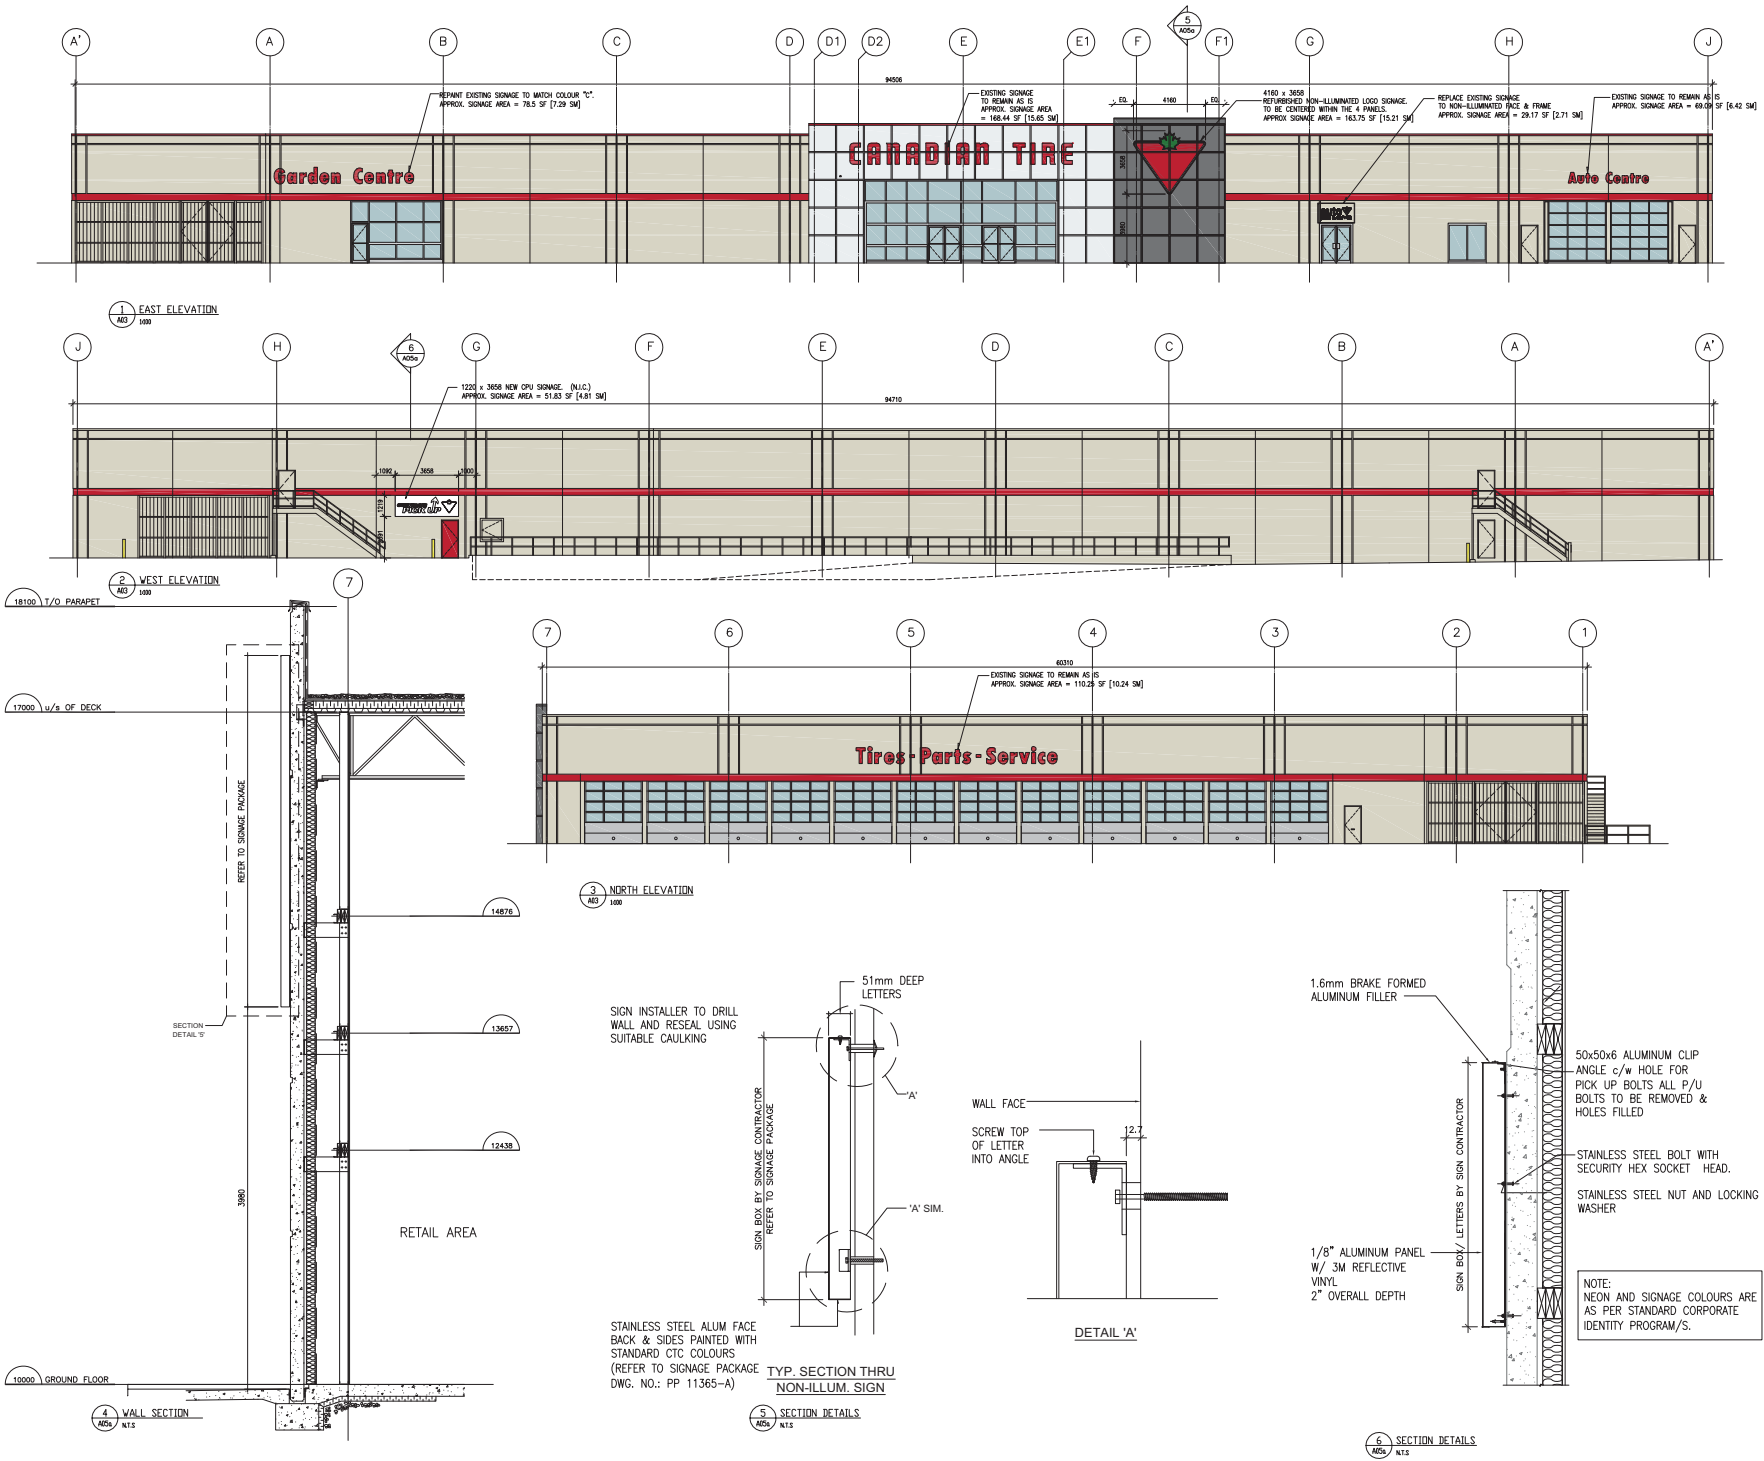 A'
A
B
C
D
D1
D2
E
E1
F
5
A05a
F1
G
H
J
94506
REPAINT EXISTING SIGNAGE TO MATCH COLOUR "C".
APPROX. SIGNAGE AREA = 78.5 SF [7.29 SM]
EXISTING SIGNAGE
TO REMAIN AS IS
APPROX. SIGNAGE AREA
= 168.44 SF [15.65 SM]
EQ.
4160
EQ.
4160 x 3658
REFURBISHED NON-ILLUMINATED LOGO SIGNAGE.
TO BE CENTERED WITHIN THE 4 PANELS.
APPROX SIGNAGE AREA = 163.75 SF [15.21 SM]
REPLACE EXISTING SIGNAGE
TO NON-ILLUMINATED FACE & FRAME
APPROX. SIGNAGE AREA = 29.17 SF [2.71 SM]
EXISTING SIGNAGE TO REMAIN AS IS
APPROX. SIGNAGE AREA = 69.09 SF [6.42 SM]
Garden Centre
CANADIAN TIRE
3658
3980
Auto Centre
1
A03
EAST ELEVATION
1:100
J
H
6
A05a
G
F
E
D
C
B
A
A'
1220 x 3658 NEW CPU SIGNAGE. (N.I.C.)
APPROX. SIGNAGE AREA = 51.83 SF [4.81 SM]
94710
1092
3658
1000
1219
PICK UP
2
A03
WEST ELEVATION
1:100
7
18100
T/O PARAPET
17000
u/s OF DECK
REFER TO SIGNAGE PACKAGE
14876
SECTION
DETAIL '5'
13657
12438
3980
RETAIL AREA
10000
GROUND FLOOR
4
A05a
WALL SECTION
N.T.S
7
6
5
4
3
2
1
60310
EXISTING SIGNAGE TO REMAIN AS IS
APPROX. SIGNAGE AREA = 110.25 SF [10.24 SM]
Tires - Parts - Service
3
A03
NORTH ELEVATION
1:100
SIGN INSTALLER TO DRILL
WALL AND RESEAL USING
SUITABLE CAULKING
51mm DEEP
LETTERS
'A'
SIGN BOX BY SIGNAGE CONTRACTOR
REFER TO SIGNAGE PACKAGE
'A' SIM.
STAINLESS STEEL ALUM FACE
BACK & SIDES PAINTED WITH
STANDARD CTC COLOURS
(REFER TO SIGNAGE PACKAGE
DWG. NO.: PP 11365-A)
TYP. SECTION THRU
NON-ILLUM. SIGN
5
A05a
SECTION DETAILS
N.T.S
WALL FACE
SCREW TOP
OF LETTER
INTO ANGLE
12.7
DETAIL 'A'
1.6mm BRAKE FORMED
ALUMINUM FILLER
50x50x6 ALUMINUM CLIP
ANGLE c/w HOLE FOR
PICK UP BOLTS ALL P/U
BOLTS TO BE REMOVED &
HOLES FILLED
SIGN BOX/ LETTERS BY SIGN CONTRACTOR
STAINLESS STEEL BOLT WITH
SECURITY HEX SOCKET HEAD.
STAINLESS STEEL NUT AND LOCKING
WASHER
1/8" ALUMINUM PANEL
W/ 3M REFLECTIVE
VINYL
2" OVERALL DEPTH
NOTE:
NEON AND SIGNAGE COLOURS ARE
AS PER STANDARD CORPORATE
IDENTITY PROGRAM/S.
6
A05a
SECTION DETAILS
N.T.S